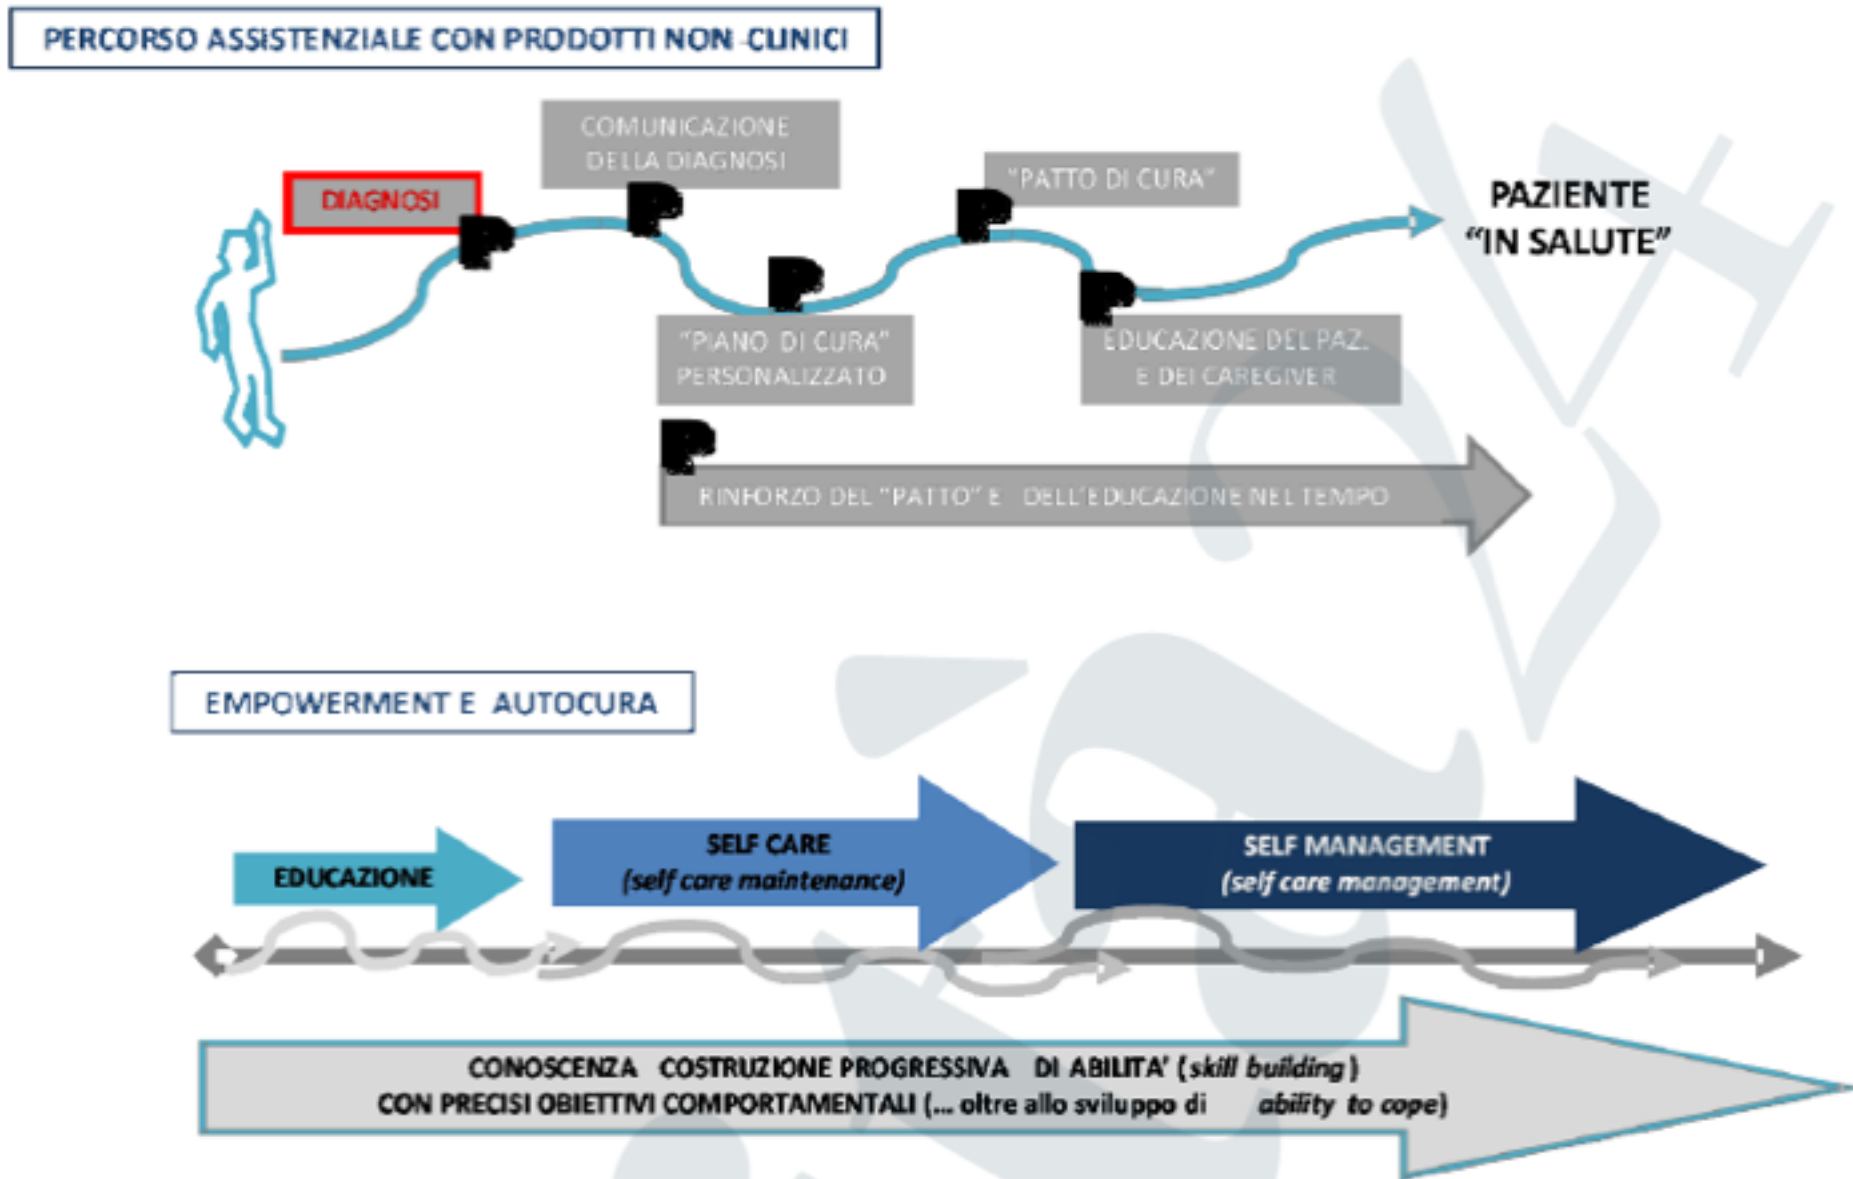 PERCORSO ASSISTENZIALE CON PRODOTTI NON-CLINICI
COMUNICAZIONE
DELLA DIAGNOSI
DIAGNOSI
"PATTO DI CURA"
PAZIENTE
"IN SALUTE"
"PIANO DI CURA"
PERSONALIZZATO
EDUCAZIONE DEL PAZ.
E DEI CAREGIVER
RINFORZO DEL "PATTO" E DELL'EDUCAZIONE NEL TEMPO
EMPOWERMENT E AUTOCURA
EDUCAZIONE
SELF CARE
(self care maintenance)
SELF MANAGEMENT
(self care management)
CONOSCENZA COSTRUZIONE PROGRESSIVA DI ABILITA' (skill building)
CON PRECISI OBIETTIVI COMPORTAMENTALI (... oltre allo sviluppo di ability to cope)